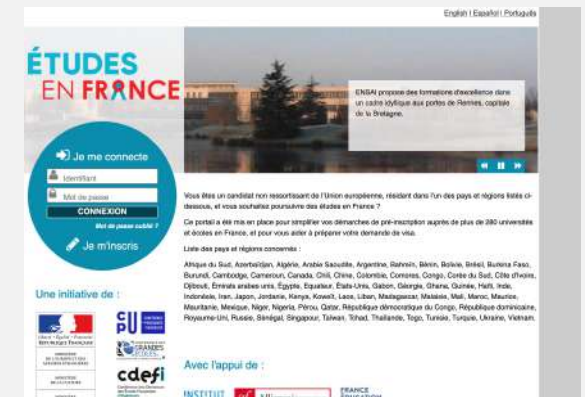 English | Español | Português
ÉTUDES
EN FRANCE
ENSAI propose des formations d'excellence dans
un cadre idyllique aux portes de Rennes, capitale
de la Bretagne.
Je me connecte
Identifiant
Mot de passe
CONNEXION
Mot de passe oublié ?
Je m'inscris
Vous êtes un candidat non ressortissant de l'Union européenne, résidant dans l'un des pays et régions listés ci-
dessous, et vous souhaitez poursuivre des études en France ?
Ce portail a été mis en place pour simplifier vos démarches de pré-inscription auprès de plus de 280 universités
et écoles en France, et pour vous aider à préparer votre demande de visa.
Liste des pays et régions concernés :
Afrique du Sud, Azerbaïdjan, Algérie, Arabie Saoudite, Argentine, Bahreïn, Bénin, Bolivie, Brésil, Burkina Faso,
Burundi, Cambodge, Cameroun, Canada, Chili, Chine, Colombie, Comores, Congo, Corée du Sud, Côte d'Ivoire,
Djibouti, Émirats arabes unis, Égypte, Equateur, États-Unis, Gabon, Géorgie, Ghana, Guinée, Haïti, Inde,
Indonésie, Iran, Japon, Jordanie, Kenya, Koweït, Laos, Liban, Madagascar, Malaisie, Mali, Maroc, Maurice,
Mauritanie, Mexique, Niger, Nigeria, Pérou, Qatar, République démocratique du Congo, République dominicaine,
Royaume-Uni, Russie, Sénégal, Singapour, Taïwan, Tchad, Thaïlande, Togo, Tunisie, Turquie, Ukraine, Vietnam.
Une initiative de :
RÉPUBLIQUE FRANÇAISE
CPU
GRANDES
cdefi
Avec l'appui de :
INSTITUT
FRANCE